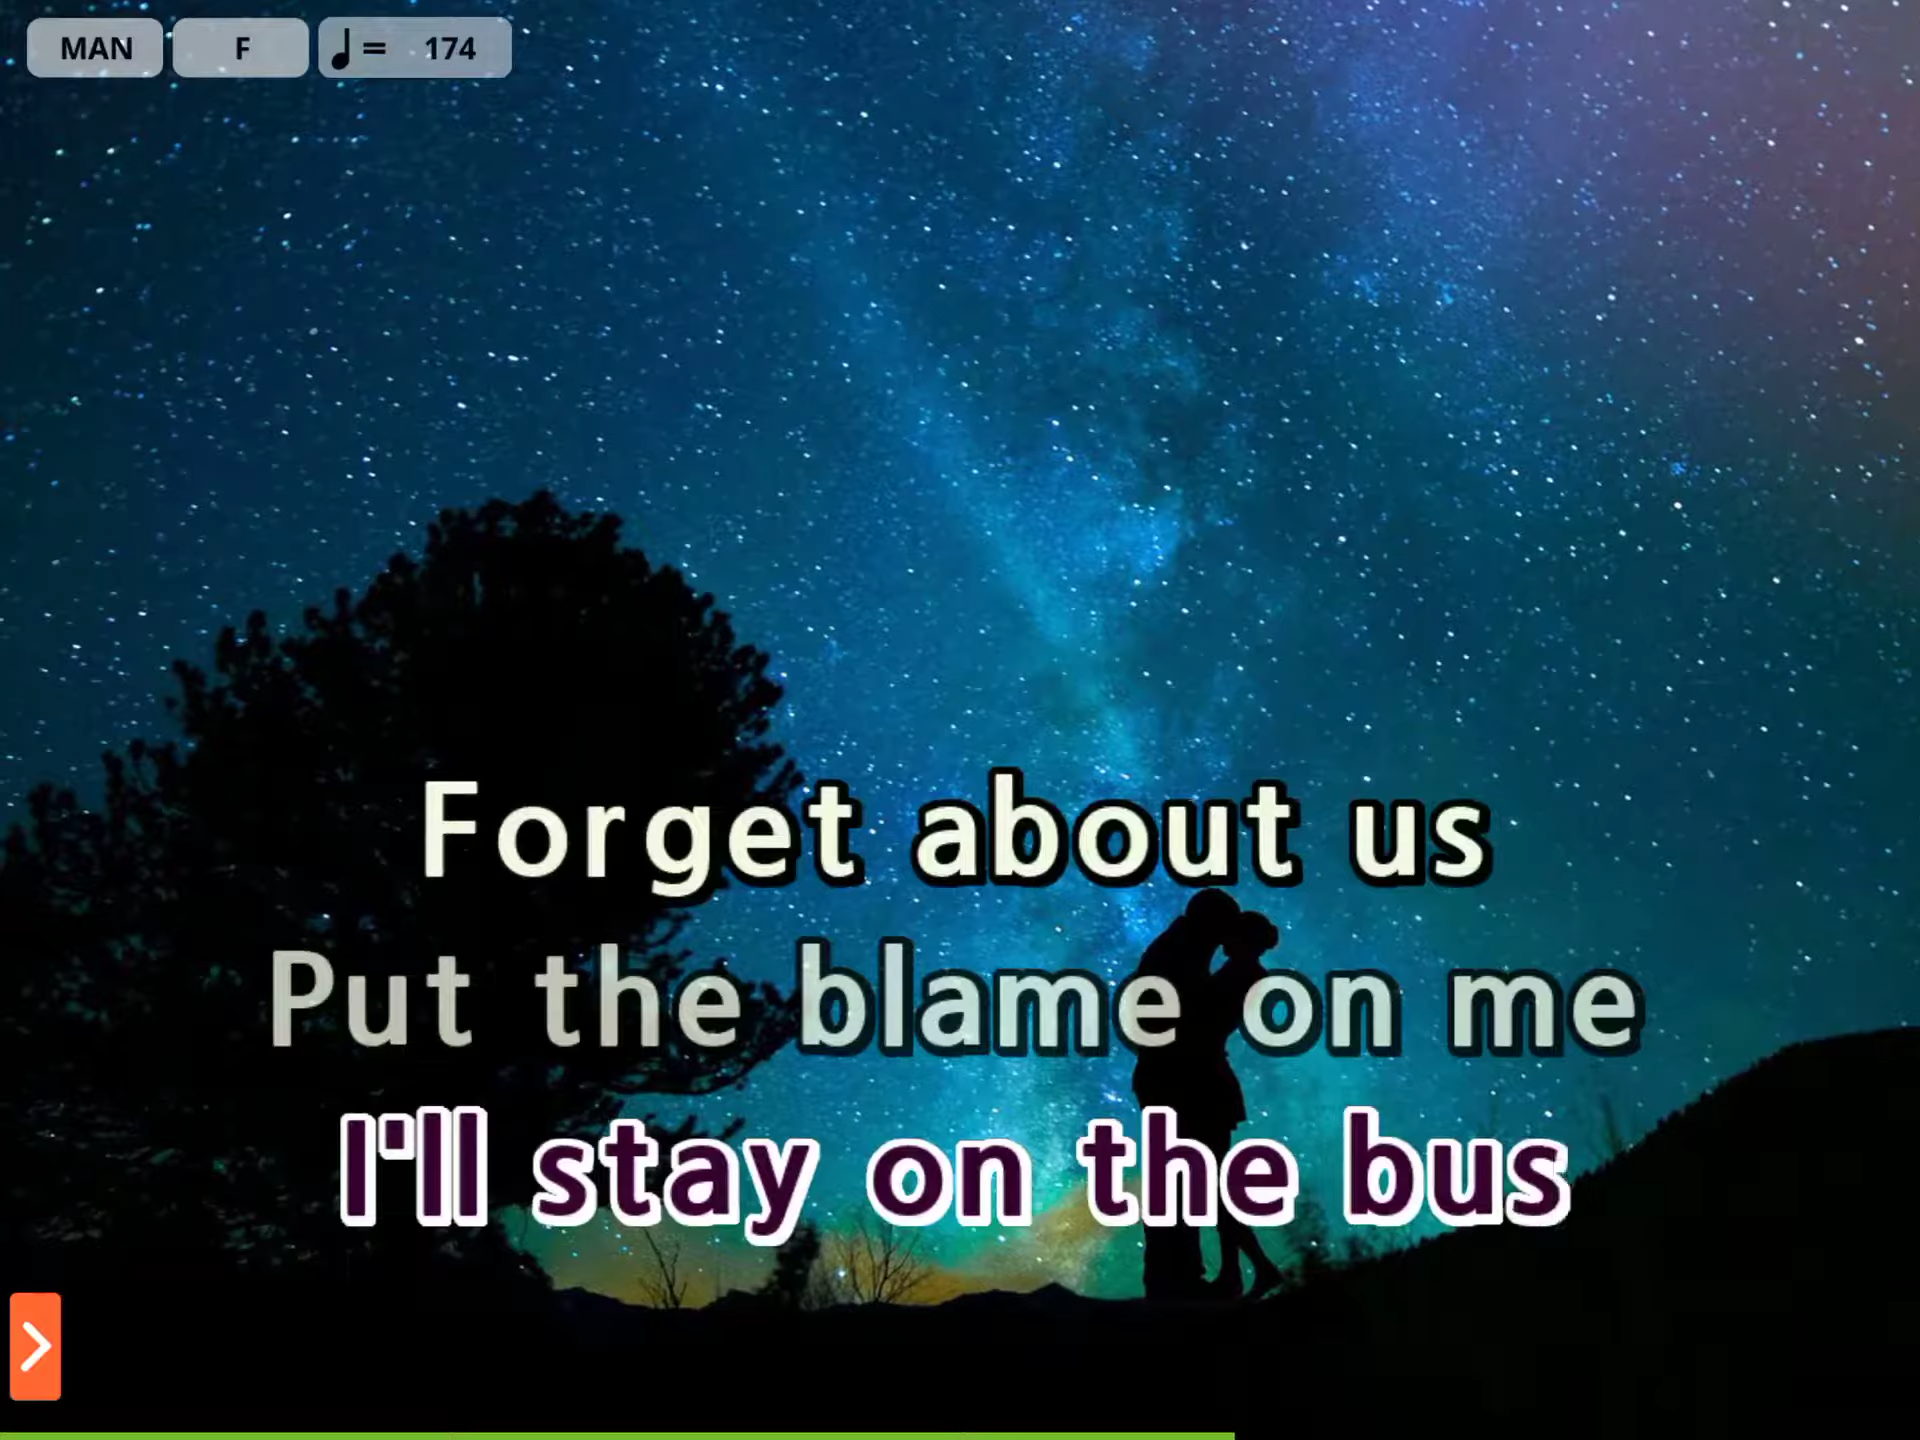 MAN F ♩= 174
Forget about us
Put the blame on me
I'll stay on the bus